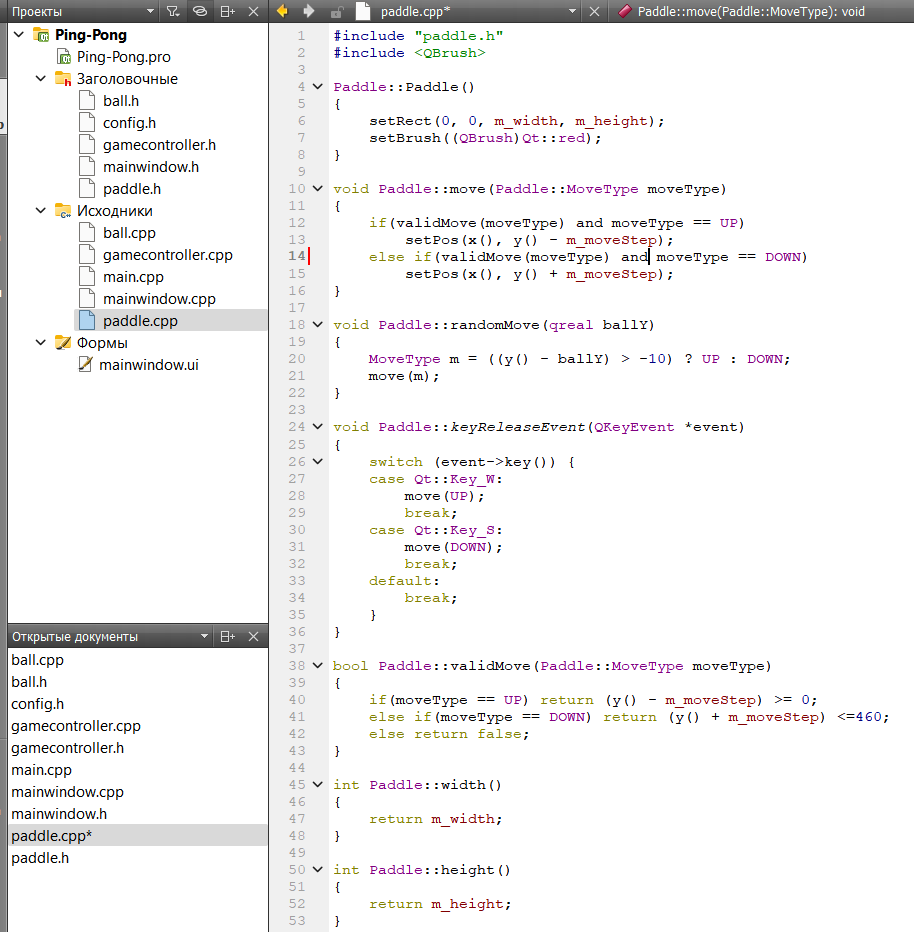 Проекты
paddle.cpp*
Paddle::move(Paddle::MoveType): void
Ping-Pong
Ping-Pong.pro
Заголовочные
ball.h
config.h
gamecontroller.h
mainwindow.h
paddle.h
Исходники
ball.cpp
gamecontroller.cpp
main.cpp
mainwindow.cpp
paddle.cpp
Формы
mainwindow.ui
Открытые документы
ball.cpp
ball.h
config.h
gamecontroller.cpp
gamecontroller.h
main.cpp
mainwindow.cpp
mainwindow.h
paddle.cpp*
paddle.h
1 #include "paddle.h"
2 #include <QBrush>
3
4 Paddle::Paddle()
5 {
6     setRect(0, 0, m_width, m_height);
7     setBrush((QBrush)Qt::red);
8 }
9
10 void Paddle::move(Paddle::MoveType moveType)
11 {
12     if(validMove(moveType) and moveType == UP)
13         setPos(x(), y() - m_moveStep);
14     else if(validMove(moveType) and moveType == DOWN)
15         setPos(x(), y() + m_moveStep);
16 }
17
18 void Paddle::randomMove(qreal ballY)
19 {
20     MoveType m = ((y() - ballY) > -10) ? UP : DOWN;
21     move(m);
22 }
23
24 void Paddle::keyReleaseEvent(QKeyEvent *event)
25 {
26     switch (event->key()) {
27     case Qt::Key_W:
28         move(UP);
29         break;
30     case Qt::Key_S:
31         move(DOWN);
32         break;
33     default:
34         break;
35     }
36 }
37
38 bool Paddle::validMove(Paddle::MoveType moveType)
39 {
40     if(moveType == UP) return (y() - m_moveStep) >= 0;
41     else if(moveType == DOWN) return (y() + m_moveStep) <=460;
42     else return false;
43 }
44
45 int Paddle::width()
46 {
47     return m_width;
48 }
49
50 int Paddle::height()
51 {
52     return m_height;
53 }